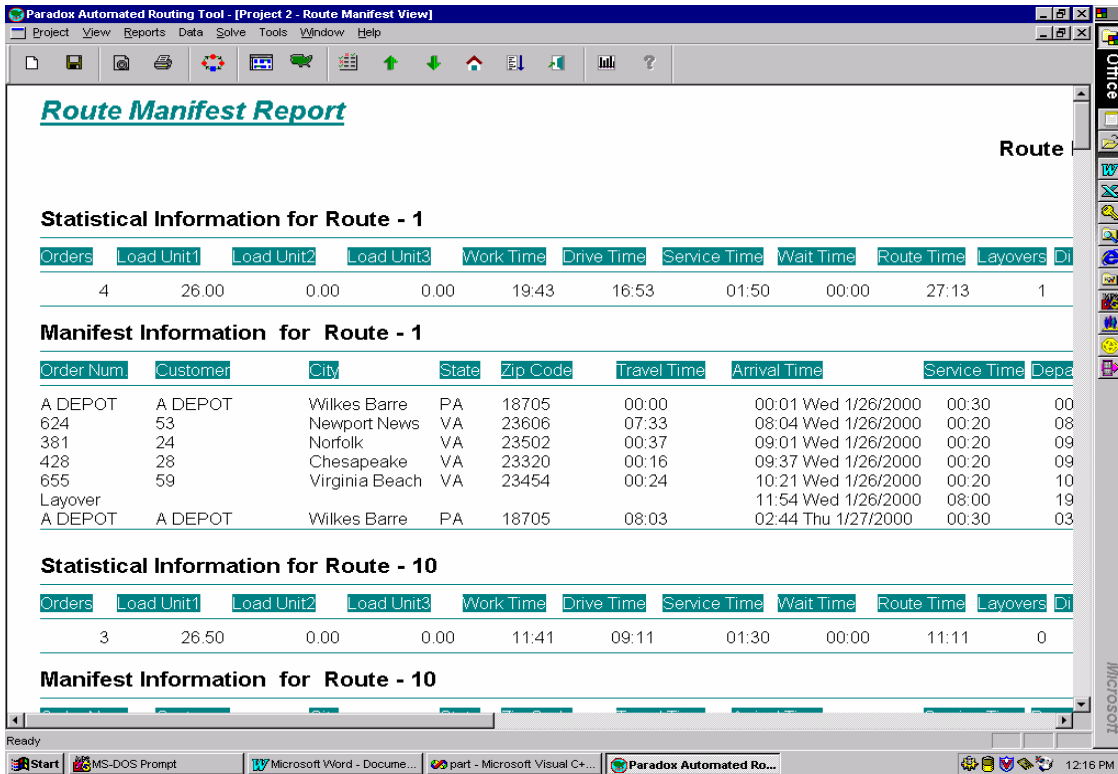 Paradox Automated Routing Tool - [Project 2 - Route Manifest View]
Project View Reports Data Solve Tools Window Help
Office
Route Manifest Report
Route
Statistical Information for Route - 1
Orders Load Unit1 Load Unit2 Load Unit3 Work Time Drive Time Service Time Wait Time Route Time Layovers Di
4 26.00 0.00 0.00 19:43 16:53 01:50 00:00 27:13 1
Manifest Information for Route - 1
Order Num. Customer City State Zip Code Travel Time Arrival Time Service Time Depa
A DEPOT A DEPOT Wilkes Barre PA 18705 00:00 00:01 Wed 1/26/2000 00:30 00
624 53 Newport News VA 23606 07:33 08:04 Wed 1/26/2000 00:20 08
381 24 Norfolk VA 23502 00:37 09:01 Wed 1/26/2000 00:20 09
428 28 Chesapeake VA 23320 00:16 09:37 Wed 1/26/2000 00:20 09
655 59 Virginia Beach VA 23454 00:24 10:21 Wed 1/26/2000 00:20 10
Layover 11:54 Wed 1/26/2000 08:00 19
A DEPOT A DEPOT Wilkes Barre PA 18705 08:03 02:44 Thu 1/27/2000 00:30 03
Statistical Information for Route - 10
Orders Load Unit1 Load Unit2 Load Unit3 Work Time Drive Time Service Time Wait Time Route Time Layovers Di
3 26.50 0.00 0.00 11:41 09:11 01:30 00:00 11:11 0
Manifest Information for Route - 10
Microsoft
Ready
Start MS-DOS Prompt Microsoft Word - Docume... part - Microsoft Visual C+... Paradox Automated Ro... 12:16 PM